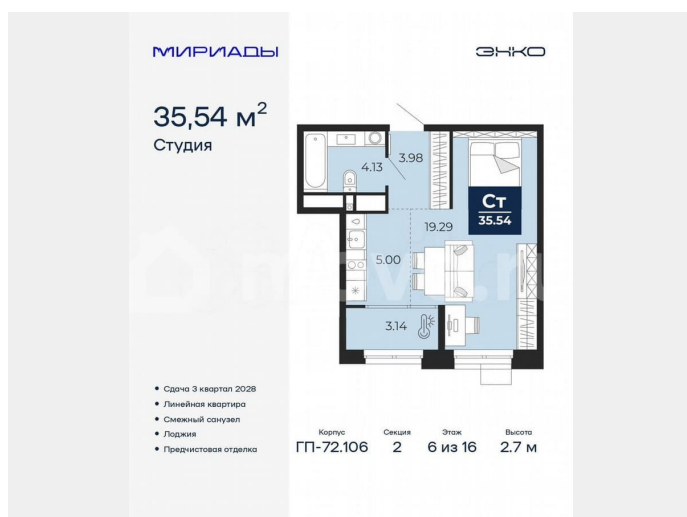 МИРИАДЫ
ЭНКО
35,54 м²
Студия
4.13
3.98
Ст
35.54
19.29
5.00
3.14
• Сдача 3 квартал 2028
• Линейная квартира
• Смежный санузел
• Лоджия
• Предчистовая отделка
Корпус Секция Этаж Высота
ГП-72.106 2 6 из 16 2.7 м